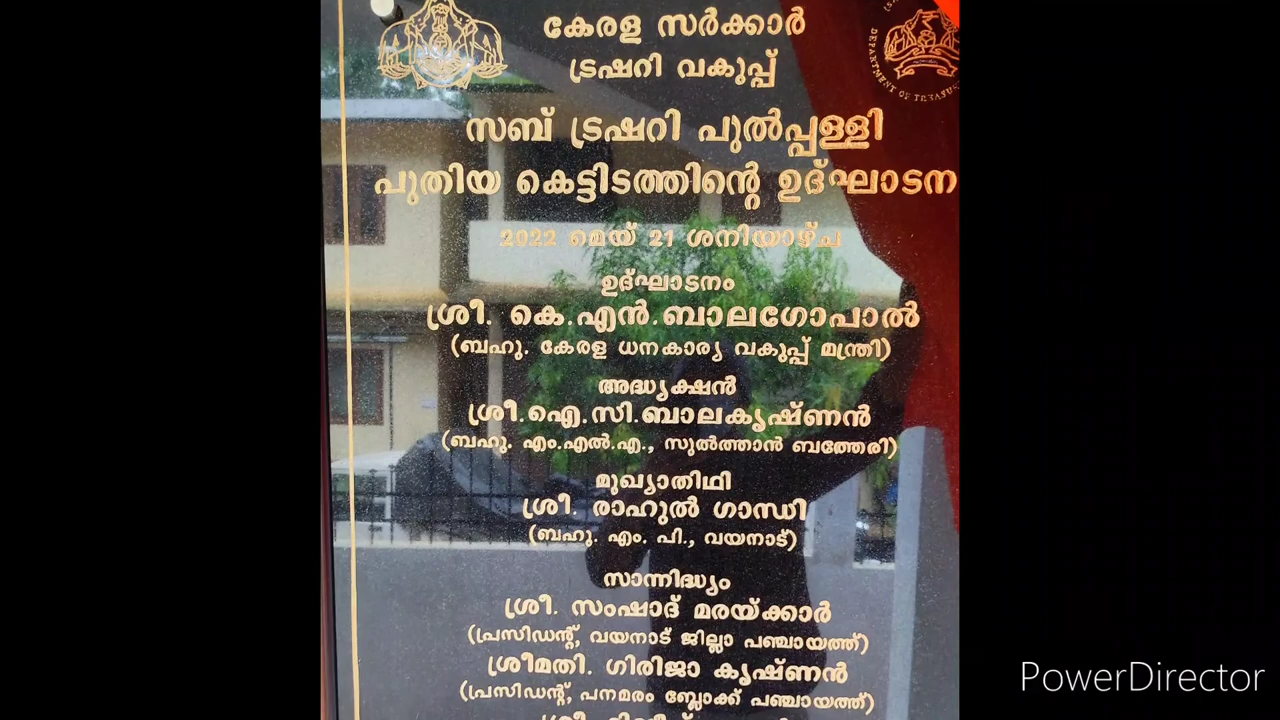 കേരള സർക്കാർ
ട്രഷറി വകുപ്പ്
DEPARTMENT OF
സബ് ട്രഷറി പുൽപ്പള്ളി
പുതിയ കെട്ടിടത്തിന്റെ ഉദ്ഘാടന
2022 മെയ് 21 ശനിയാഴ്ച
ഉദ്ഘാടനം
ശ്രീ. കെ.എൻ.ബാലഗോപാൽ
(ബഹു. കേരള ധനകാര്യ വകുപ്പ് മന്ത്രി)
അദ്ധ്യക്ഷൻ
ശ്രീ.ഐ.സി.ബാലകൃഷ്ണൻ
(ബഹു. എം.എൽ.എ., സുൽത്താൻ ബത്തേരി)
മുഖ്യാതിഥി
ശ്രീ. രാഹുൽ ഗാന്ധി
(ബഹു. എം. പി., വയനാട്)
സാന്നിദ്ധ്യം
ശ്രീ. സംഷാദ് മരയ്ക്കാർ
(പ്രസിഡന്റ്, വയനാട് ജില്ലാ പഞ്ചായത്ത്)
ശ്രീമതി. ഗിരിജാ കൃഷ്ണൻ
(പ്രസിഡന്റ്, പനമരം ബ്ലോക്ക് പഞ്ചായത്ത്)
PowerDirector